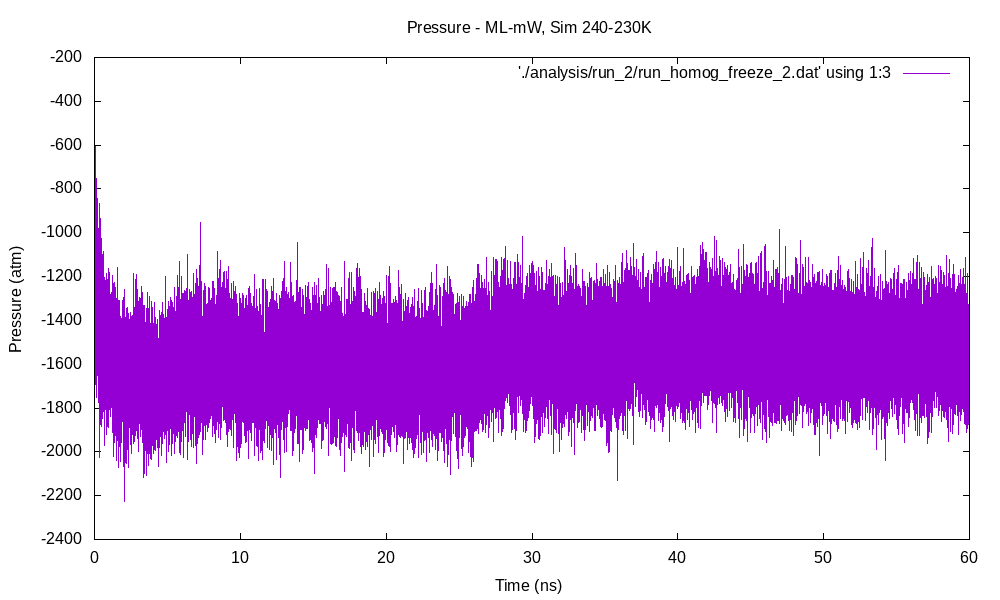 Pressure - ML-mW, Sim 240-230K
'./analysis/run_2/run_homog_freeze_2.dat' using 1:3
-200
-400
-600
-800
-1000
-1200
-1400
-1600
-1800
-2000
-2200
-2400
Pressure (atm)
0 10 20 30 40 50 60
Time (ns)